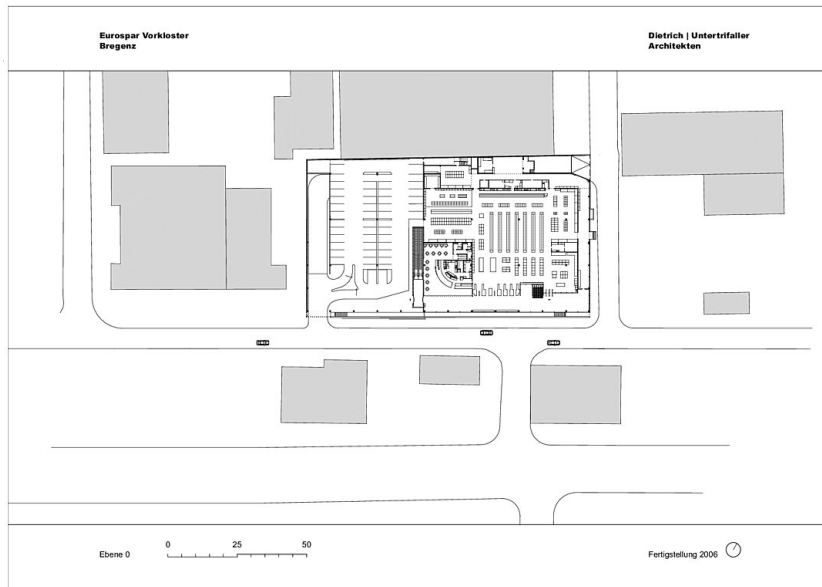 Eurospar Vorkloster
Bregenz
Dietrich | Untertrifaller
Architekten
Ebene 0
0 25 50
Fertigstellung 2006